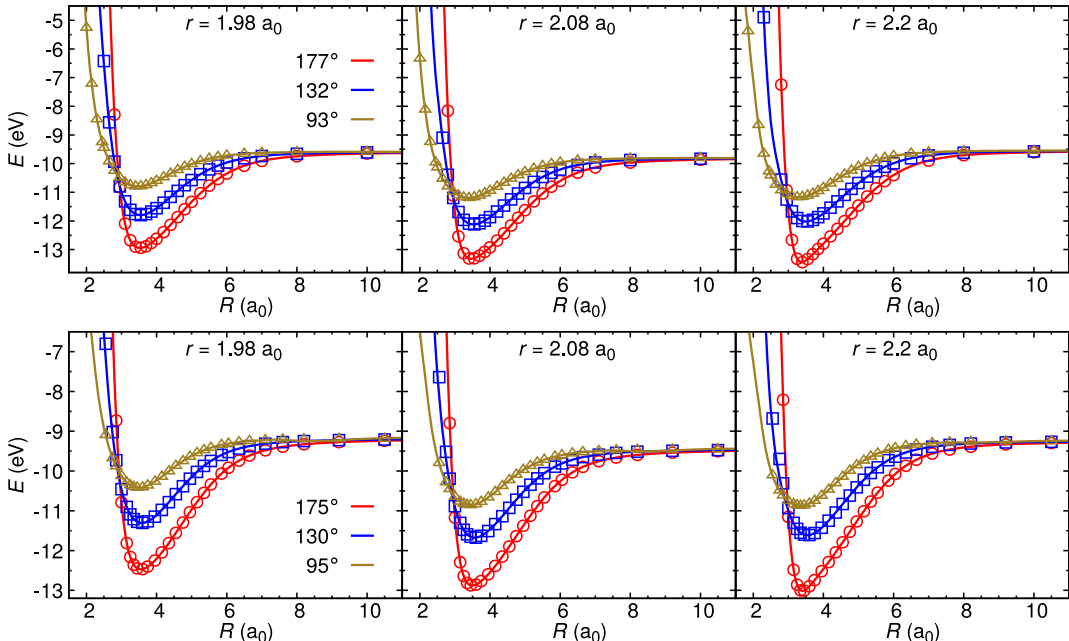 r = 1.98 a0
r = 2.08 a0
r = 2.2 a0
177°
132°
93°
E (eV)
-5
-6
-7
-8
-9
-10
-11
-12
-13
2 4 6 8 10
2 4 6 8 10
2 4 6 8 10
R (a0)
R (a0)
R (a0)
r = 1.98 a0
r = 2.08 a0
r = 2.2 a0
E (eV)
-7
-8
-9
-10
-11
-12
-13
175°
130°
95°
2 4 6 8 10
2 4 6 8 10
2 4 6 8 10
R (a0)
R (a0)
R (a0)